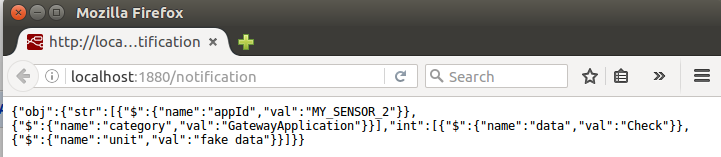 Mozilla Firefox
http://loca...tification
localhost:1880/notification
Search
{"obj":{"str":[{"$":{"name":"appId","val":"MY_SENSOR_2"}},
{"$":{"name":"category","val":"GatewayApplication"}}],"int":[{"$":{"name":"data","val":"Check"}},
{"$":{"name":"unit","val":"fake data"}}]}}